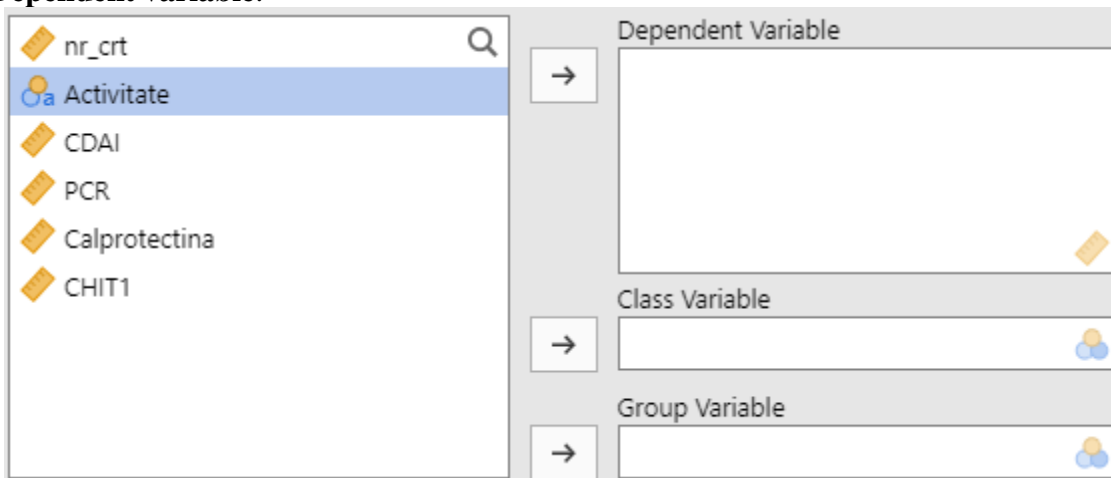 Dependent Variable
nr_crt
Activitate
CDAI
PCR
Calprotectina
CHIT1
Class Variable
Group Variable